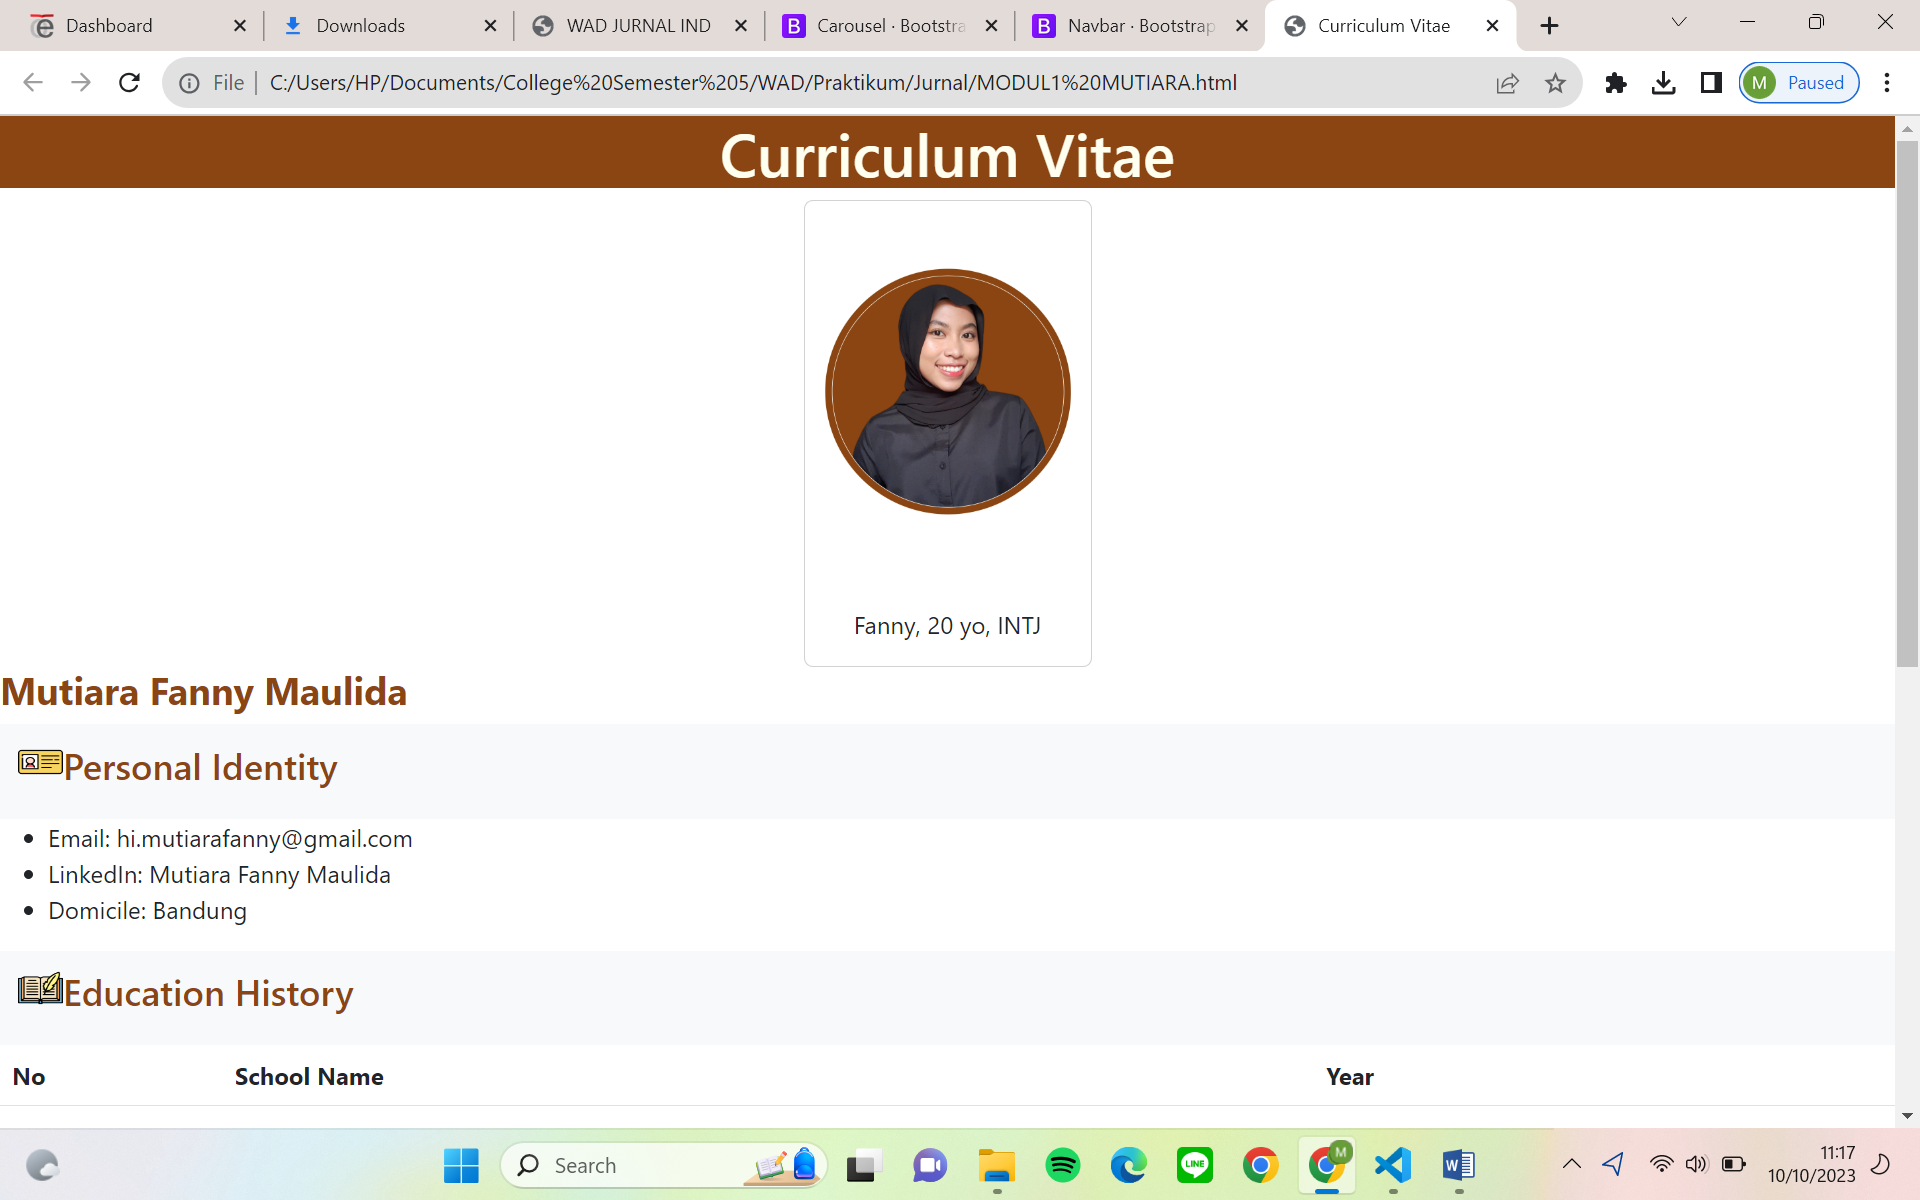 Dashboard
Downloads
WAD JURNAL IND
Carousel · Bootstra
Navbar · Bootstrap
Curriculum Vitae
File
C:/Users/HP/Documents/College%20Semester%205/WAD/Praktikum/Jurnal/MODUL1%20MUTIARA.html
M
Paused
Curriculum Vitae
Fanny, 20 yo, INTJ
Mutiara Fanny Maulida
Personal Identity
Email: hi.mutiarafanny@gmail.com
LinkedIn: Mutiara Fanny Maulida
Domicile: Bandung
Education History
No School Name Year
Search
LINE
M
11:17
10/10/2023